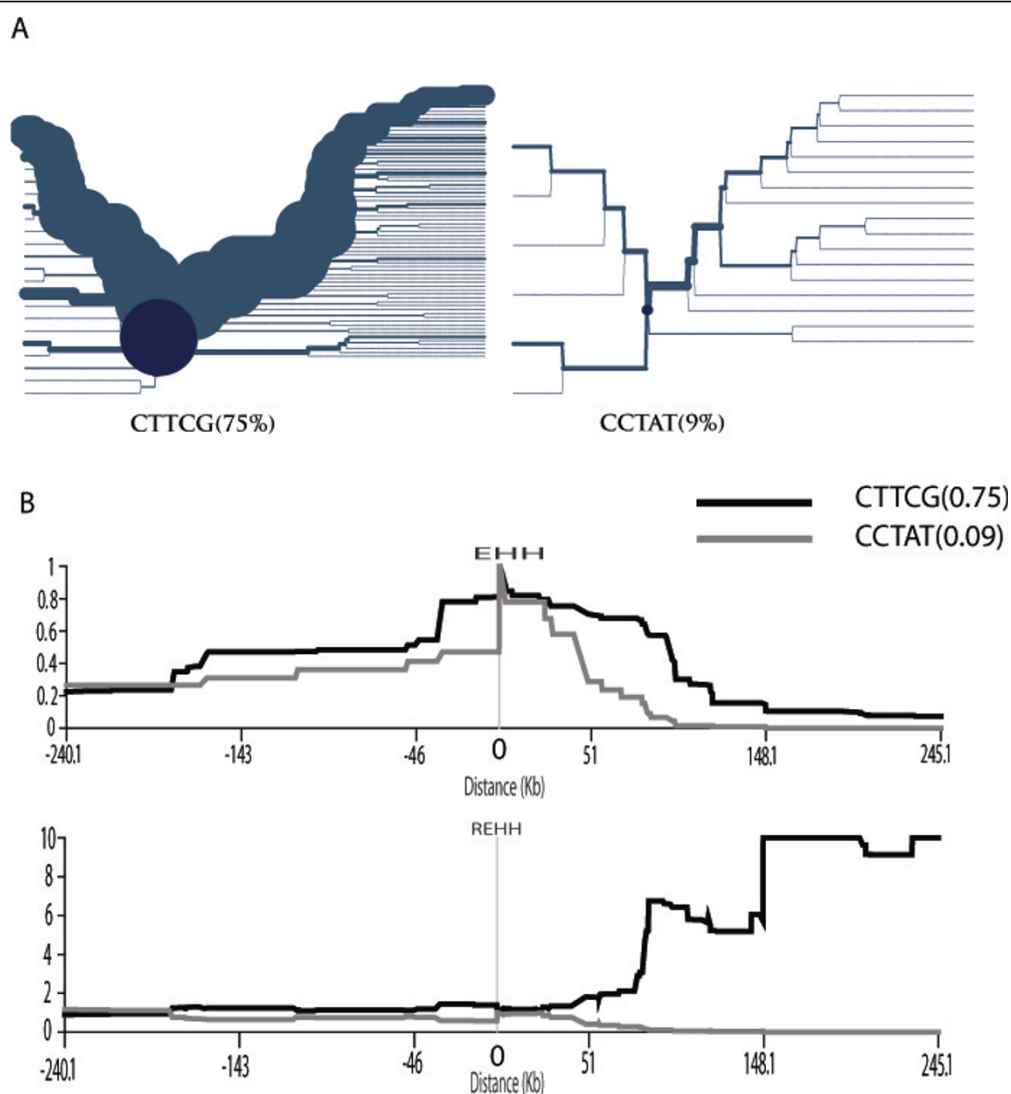 A
CTTCG(75%) CCTAT(9%)
B
CTTCG(0.75)
CCTAT(0.09)
EHH
1
0.8
0.6
0.4
0.2
0
-240.1 -143 -46 0 51 148.1 245.1
Distance (Kb)
REHH
10
8
6
4
2
0
-240.1 -143 -46 0 51 148.1 245.1
Distance (Kb)